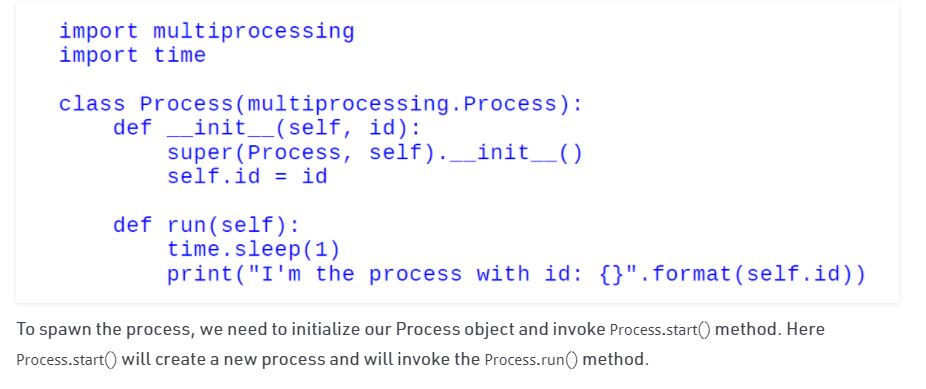 import multiprocessing
import time
class Process(multiprocessing.Process):
    def __init__(self, id):
        super(Process, self).__init__()
        self.id = id
    def run(self):
        time.sleep(1)
        print("I'm the process with id: {}".format(self.id))
To spawn the process, we need to initialize our Process object and invoke Process.start() method. Here
Process.start() will create a new process and will invoke the Process.run() method.